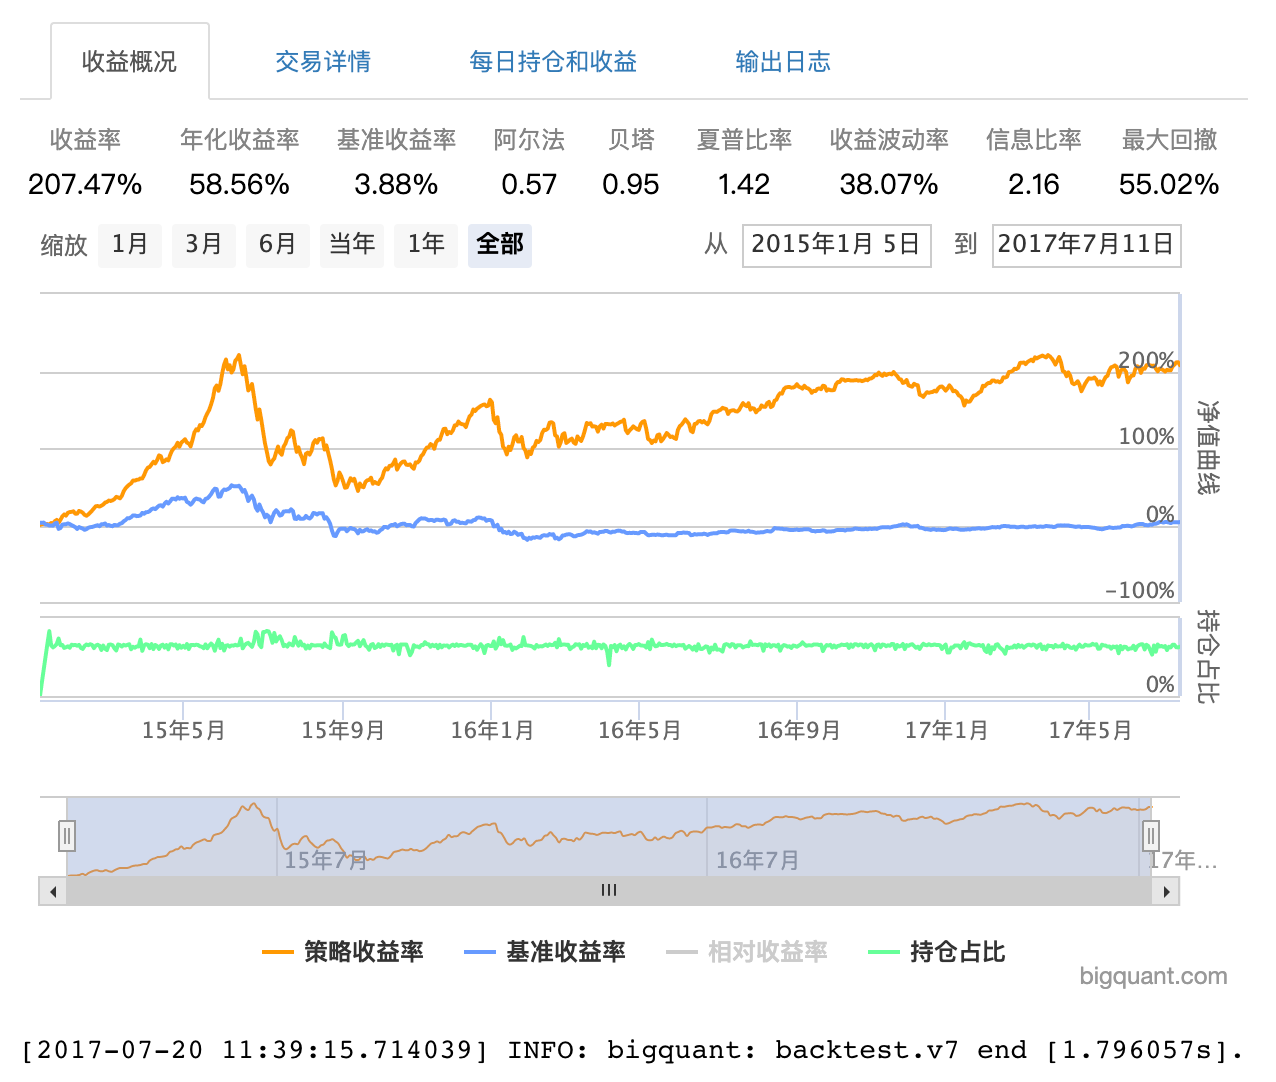 收益概况 交易详情 每日持仓和收益 输出日志
收益率 年化收益率 基准收益率 阿尔法 贝塔 夏普比率 收益波动率 信息比率 最大回撤
207.47% 58.56% 3.88% 0.57 0.95 1.42 38.07% 2.16 55.02%
缩放 1月 3月 6月 当年 1年 全部 从 2015年1月 5日 到 2017年7月11日
200%
100%
0%
-100%
净值曲线
0%
持仓占比
15年5月 15年9月 16年1月 16年5月 16年9月 17年1月 17年5月
15年7月 16年7月 17年…
策略收益率 基准收益率 相对收益率 持仓占比
bigquant.com
[2017-07-20 11:39:15.714039] INFO: bigquant: backtest.v7 end [1.796057s].